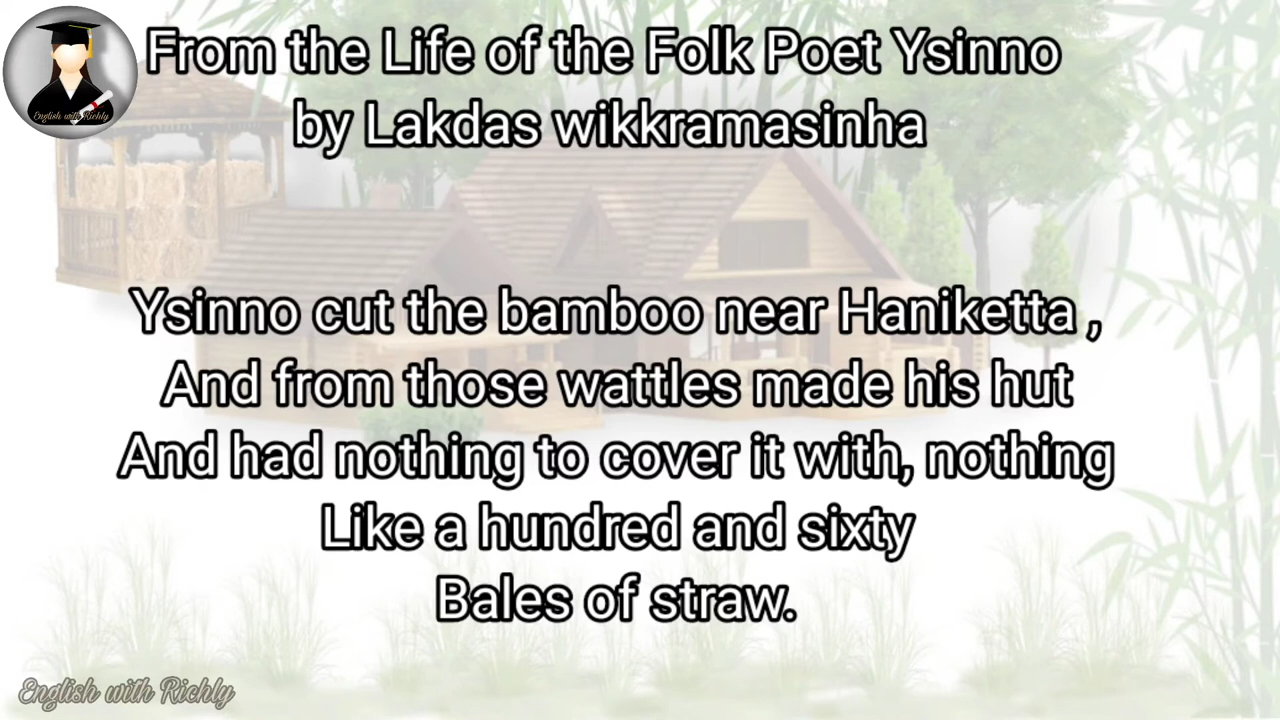 From the Life of the Folk Poet Ysinno
by Lakdas wikkramasinha
Ysinno cut the bamboo near Haniketta ,
And from those wattles made his hut
And had nothing to cover it with, nothing
Like a hundred and sixty
Bales of straw.
English with Richly
English with Richly